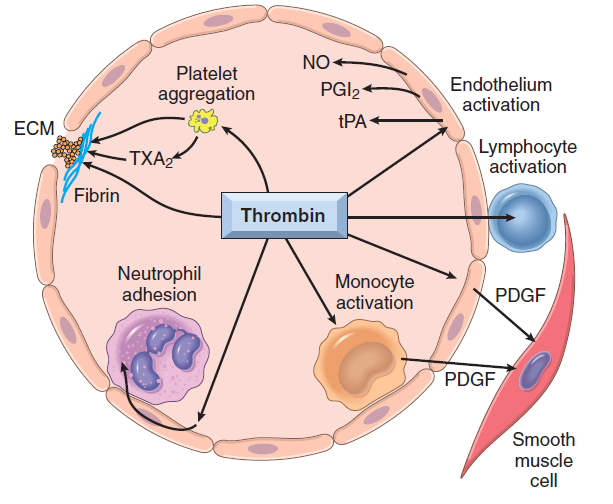 NO
Platelet
aggregation
PGI₂
Endothelium
activation
tPA
ECM
TXA₂
Lymphocyte
activation
Fibrin
Thrombin
Neutrophil
adhesion
Monocyte
activation
PDGF
PDGF
Smooth
muscle
cell